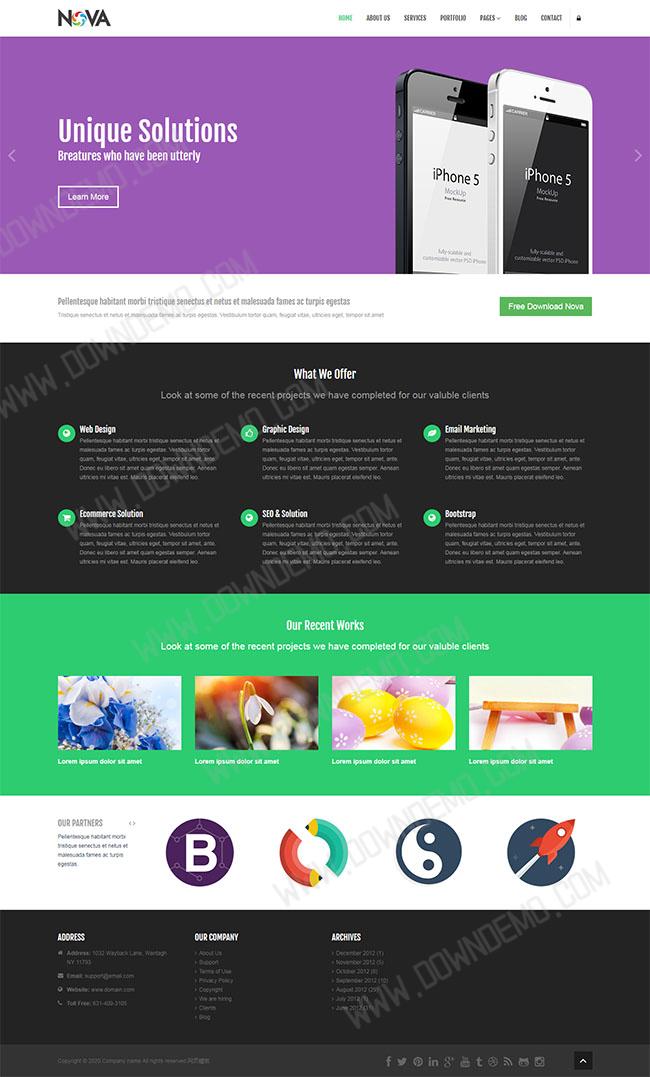 NOVA
HOME ABOUT US SERVICES PORTFOLIO PAGES BLOG CONTACT
Unique Solutions
Breatures who have been utterly
Learn More
CARRIER
iPhone 5
MockUp
Free Resource
fully-scalable and
customizable vector PSD iPhone
CARRIER
iPhone 5
MockUp
Free Resource
fully-scalable and
customizable vector PSD iPhone
Pellentesque habitant morbi tristique senectus et netus et malesuada fames ac turpis egestas
Tristique senectus et netus et malesuada fames ac turpis egestas. Vestibulum tortor quam, feugiat vitae, ultricies eget, tempor sit amet
Free Download Nova
What We Offer
Look at some of the recent projects we have completed for our valuble clients
Web Design
Pellentesque habitant morbi tristique senectus et netus et
malesuada fames ac turpis egestas. Vestibulum tortor
quam, feugiat vitae, ultricies eget, tempor sit amet, ante.
Donec eu libero sit amet quam egestas semper. Aenean
ultricies mi vitae est. Mauris placerat eleifend leo.
Graphic Design
Pellentesque habitant morbi tristique senectus et netus et
malesuada fames ac turpis egestas. Vestibulum tortor
quam, feugiat vitae, ultricies eget, tempor sit amet, ante.
Donec eu libero sit amet quam egestas semper. Aenean
ultricies mi vitae est. Mauris placerat eleifend leo.
Email Marketing
Pellentesque habitant morbi tristique senectus et netus et
malesuada fames ac turpis egestas. Vestibulum tortor
quam, feugiat vitae, ultricies eget, tempor sit amet, ante.
Donec eu libero sit amet quam egestas semper. Aenean
ultricies mi vitae est. Mauris placerat eleifend leo.
Ecommerce Solution
Pellentesque habitant morbi tristique senectus et netus et
malesuada fames ac turpis egestas. Vestibulum tortor
quam, feugiat vitae, ultricies eget, tempor sit amet, ante.
Donec eu libero sit amet quam egestas semper. Aenean
ultricies mi vitae est. Mauris placerat eleifend leo.
SEO & Solution
Pellentesque habitant morbi tristique senectus et netus et
malesuada fames ac turpis egestas. Vestibulum tortor
quam, feugiat vitae, ultricies eget, tempor sit amet, ante.
Donec eu libero sit amet quam egestas semper. Aenean
ultricies mi vitae est. Mauris placerat eleifend leo.
Bootstrap
Pellentesque habitant morbi tristique senectus et netus et
malesuada fames ac turpis egestas. Vestibulum tortor
quam, feugiat vitae, ultricies eget, tempor sit amet, ante.
Donec eu libero sit amet quam egestas semper. Aenean
ultricies mi vitae est. Mauris placerat eleifend leo.
Our Recent Works
Look at some of the recent projects we have completed for our valuble clients
Lorem ipsum dolor sit amet
Lorem ipsum dolor sit amet
Lorem ipsum dolor sit amet
Lorem ipsum dolor sit amet
OUR PARTNERS
Pellentesque habitant morbi
tristique senectus et netus et
malesuada fames ac turpis
egestas.
B
ADDRESS
Address: 1032 Wayback Lane, Wantagh
NY 11793
Email: support@email.com
Website: www.domain.com
Toll Free: 631-409-3105
OUR COMPANY
About Us
Support
Terms of Use
Privacy Policy
Copyright
We are hiring
Clients
Blog
ARCHIVES
December 2012 (1)
November 2012 (5)
October 2012 (8)
September 2012 (10)
August 2012 (29)
July 2012 (1)
June 2012 (31)
Copyright © 2020.Company name All rights reserved.网页模板
WWW.DOWNDEMO.COM
WWW.DOWNDEMO.COM
WWW.DOWNDEMO.COM
WWW.DOWNDEMO.COM
WWW.DOWNDEMO.COM
WWW.DOWNDEMO.COM
WWW.DOWNDEMO.COM